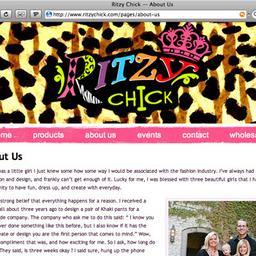 Ritzy Chick — About Us
http://www.ritzychick.com/pages/about-us
RITZY
CHICK
home products about us events contact wholes
ut Us
was a little girl I just knew some how some way I would be associated with the fashion industry. I've always had
on and design, and frankly can't get enough of it. Lucky for me, I was blessed with three beautiful girls that I h
nity to have fun, dress up, and create with everyday.
strong belief that everything happens for a reason. I received a
all about three years ago to design a pair of Khaki pants for a
de company. The company who ask me to do this said: " I know you
ver done something like this before, but I also know if it has the
reate or design you are the first person that comes to mind." Wow,
ompliment that was, and how exciting for me. So I ask, how long do
They said, is three weeks okay? I said sure, hung up the phone